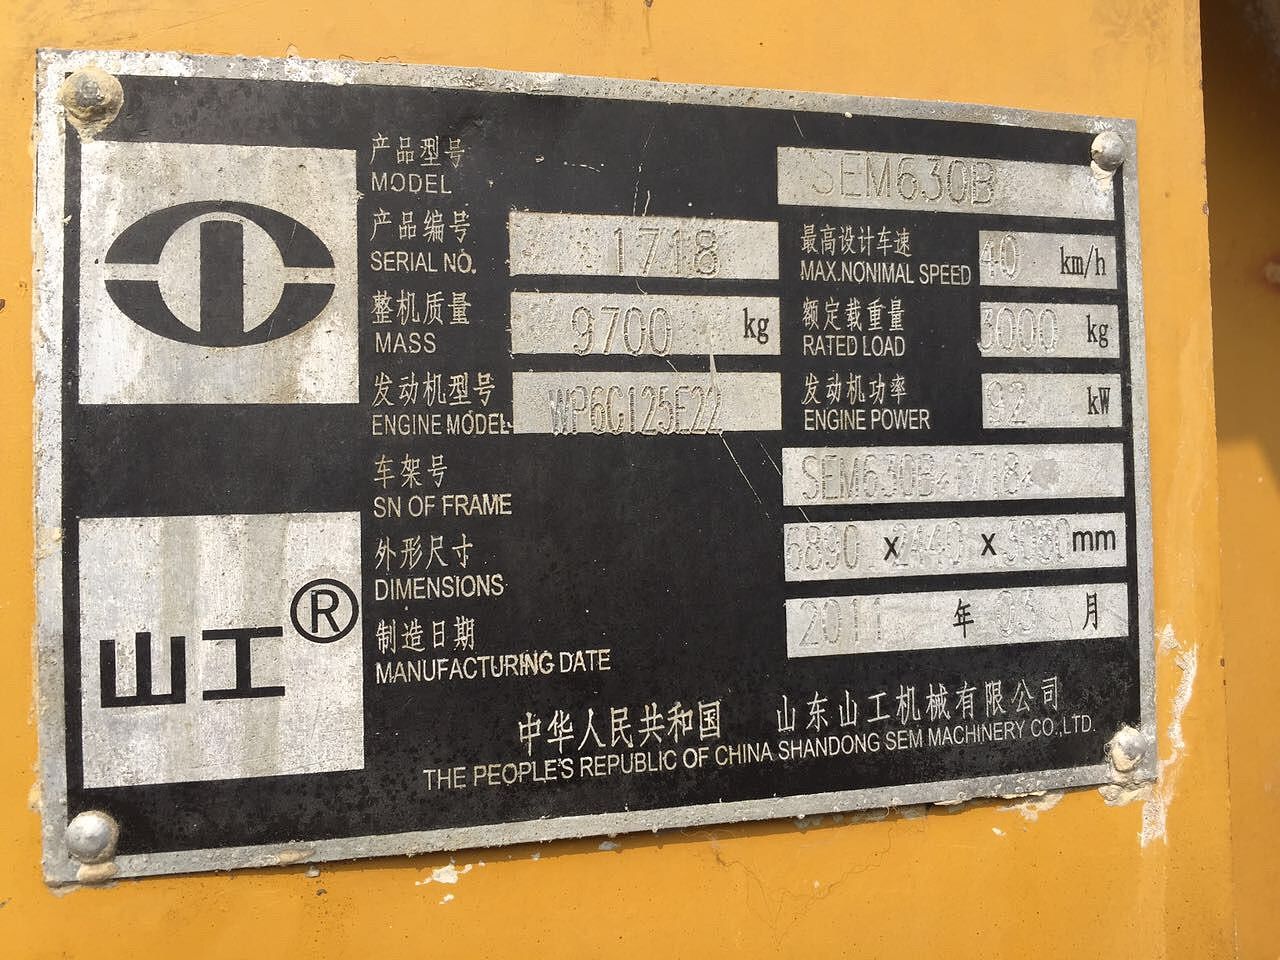 产品型号
MODEL SEM630B
产品编号
SERIAL NO. 1718
最高设计车速
MAX.NONIMAL SPEED 40 km/h
整机质量
MASS 9700 kg
额定载重量
RATED LOAD 3000 kg
发动机型号
ENGINE MODEL WP6G125E22
发动机功率
ENGINE POWER 92 kW
车架号
SN OF FRAME SEM630B*1718*
外形尺寸
DIMENSIONS 6890 x 2440 x 3080 mm
制造日期
MANUFACTURING DATE 2011 年 03 月
山工®
中华人民共和国 山东山工机械有限公司
THE PEOPLE'S REPUBLIC OF CHINA SHANDONG SEM MACHINERY CO.,LTD.